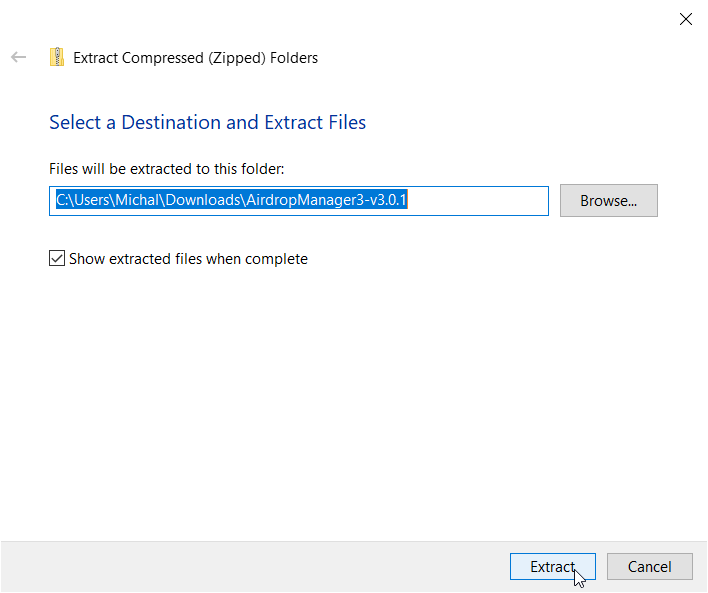 Extract Compressed (Zipped) Folders
Select a Destination and Extract Files
Files will be extracted to this folder:
C:\Users\Michal\Downloads\AirdropManager3-v3.0.1
Browse...
Show extracted files when complete
Extract
Cancel